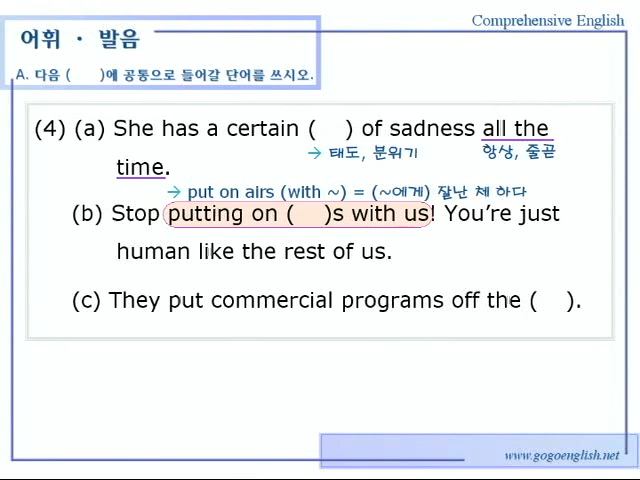 Comprehensive English
어휘 · 발음
A. 다음 (    )에 공통으로 들어갈 단어를 쓰시오.
(4) (a) She has a certain (    ) of sadness all the
→ 태도, 분위기 항상, 줄곧
time.
→ put on airs (with ~) = (~에게) 잘난 체 하다
(b) Stop putting on (    )s with us! You’re just
human like the rest of us.
(c) They put commercial programs off the (    ).
www.gogoenglish.net